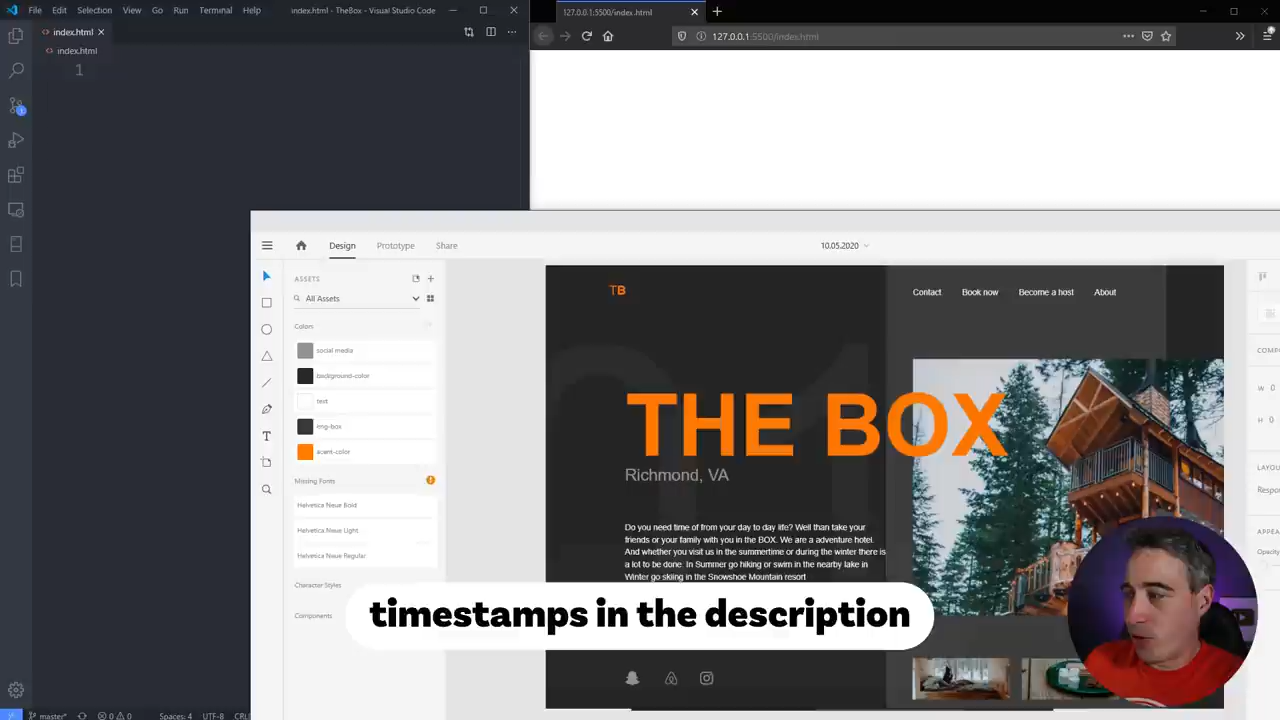 File Edit Selection View Go Run Terminal Help index.html - TheBox - Visual Studio Code
index.html
index.html
1
1
master* 0 0 Spaces: 4 UTF-8
127.0.0.1:5500/index.html
127.0.0.1:5500/index.html
Design Prototype Share
10.05.2020
ASSETS
All Assets
Colors
social media
background-color
text
img-box
acent-color
Missing Fonts
Helvetica Neue Bold
Helvetica Neue Light
Helvetica Neue Regular
Character Styles
Components
TB
Contact Book now Become a host About
01
THE BOX
Richmond, VA
Do you need time of from your day to day life? Well than take your
friends or your family with you in the BOX. We are a adventure hotel.
And whether you visit us in the summertime or during the winter there is
a lot to be done. In Summer go hiking or swim in the nearby lake in
Winter go skiing in the Snowshoe Mountain resort
timestamps in the description
W 0
H 0